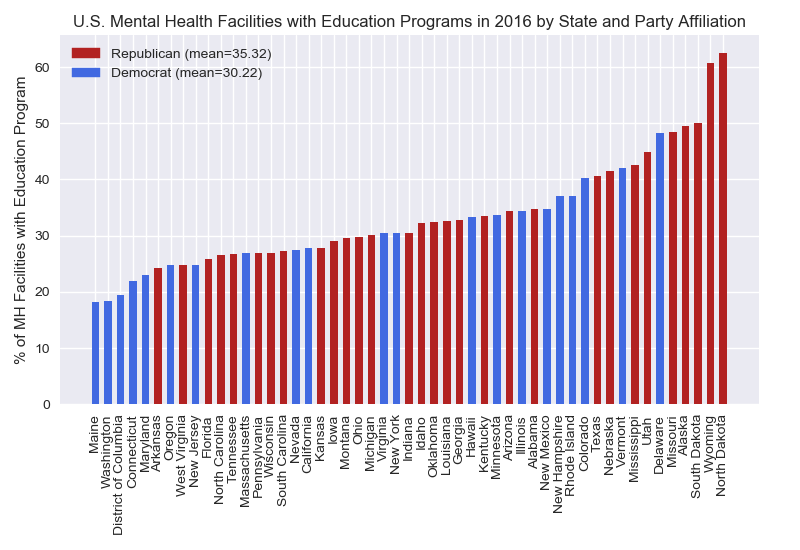 U.S. Mental Health Facilities with Education Programs in 2016 by State and Party Affiliation
Republican (mean=35.32)
Democrat (mean=30.22)
% of MH Facilities with Education Program
60
50
40
30
20
10
0
Maine
Washington
District of Columbia
Connecticut
Maryland
Arkansas
Oregon
West Virginia
New Jersey
Florida
North Carolina
Tennessee
Massachusetts
Pennsylvania
Wisconsin
South Carolina
Nevada
California
Kansas
Iowa
Montana
Ohio
Michigan
Virginia
New York
Indiana
Idaho
Oklahoma
Louisiana
Georgia
Hawaii
Kentucky
Minnesota
Arizona
Illinois
Alabama
New Mexico
New Hampshire
Rhode Island
Colorado
Texas
Nebraska
Vermont
Mississippi
Utah
Delaware
Missouri
Alaska
South Dakota
Wyoming
North Dakota